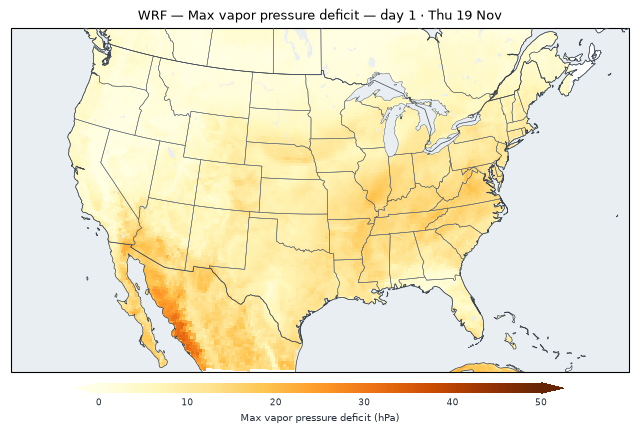 WRF — Max vapor pressure deficit — day 1 · Thu 19 Nov
0 10 20 30 40 50
Max vapor pressure deficit (hPa)